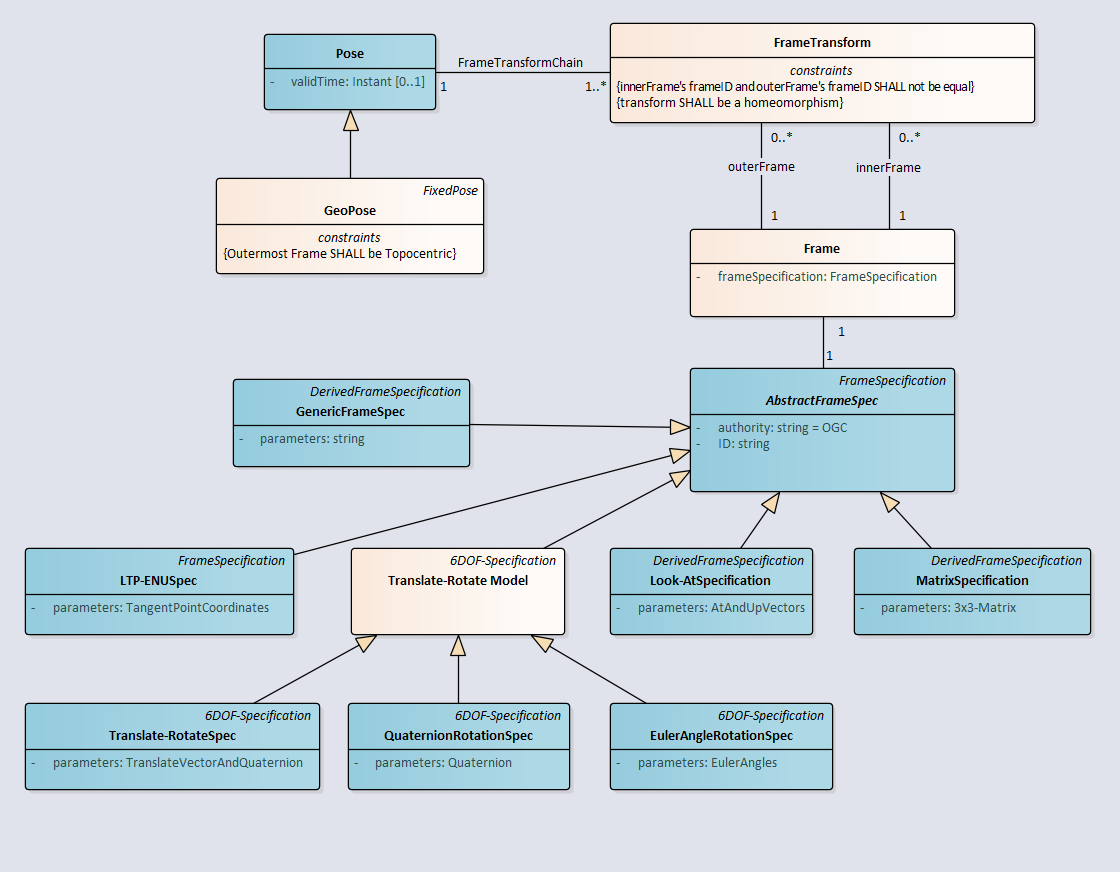 Pose
- validTime: Instant [0..1]
FrameTransformChain
1
1..*
FrameTransform
constraints
{innerFrame's frameID and outerFrame's frameID SHALL not be equal}
{transform SHALL be a homeomorphism}
0..*
0..*
outerFrame
innerFrame
1
1
FixedPose
GeoPose
constraints
{Outermost Frame SHALL be Topocentric}
Frame
- frameSpecification: FrameSpecification
1
1
FrameSpecification
AbstractFrameSpec
- authority: string = OGC
- ID: string
DerivedFrameSpecification
GenericFrameSpec
- parameters: string
FrameSpecification
LTP-ENUSpec
- parameters: TangentPointCoordinates
6DOF-Specification
Translate-Rotate Model
DerivedFrameSpecification
Look-AtSpecification
- parameters: AtAndUpVectors
DerivedFrameSpecification
MatrixSpecification
- parameters: 3x3-Matrix
6DOF-Specification
Translate-RotateSpec
- parameters: TranslateVectorAndQuaternion
6DOF-Specification
QuaternionRotationSpec
- parameters: Quaternion
6DOF-Specification
EulerAngleRotationSpec
- parameters: EulerAngles